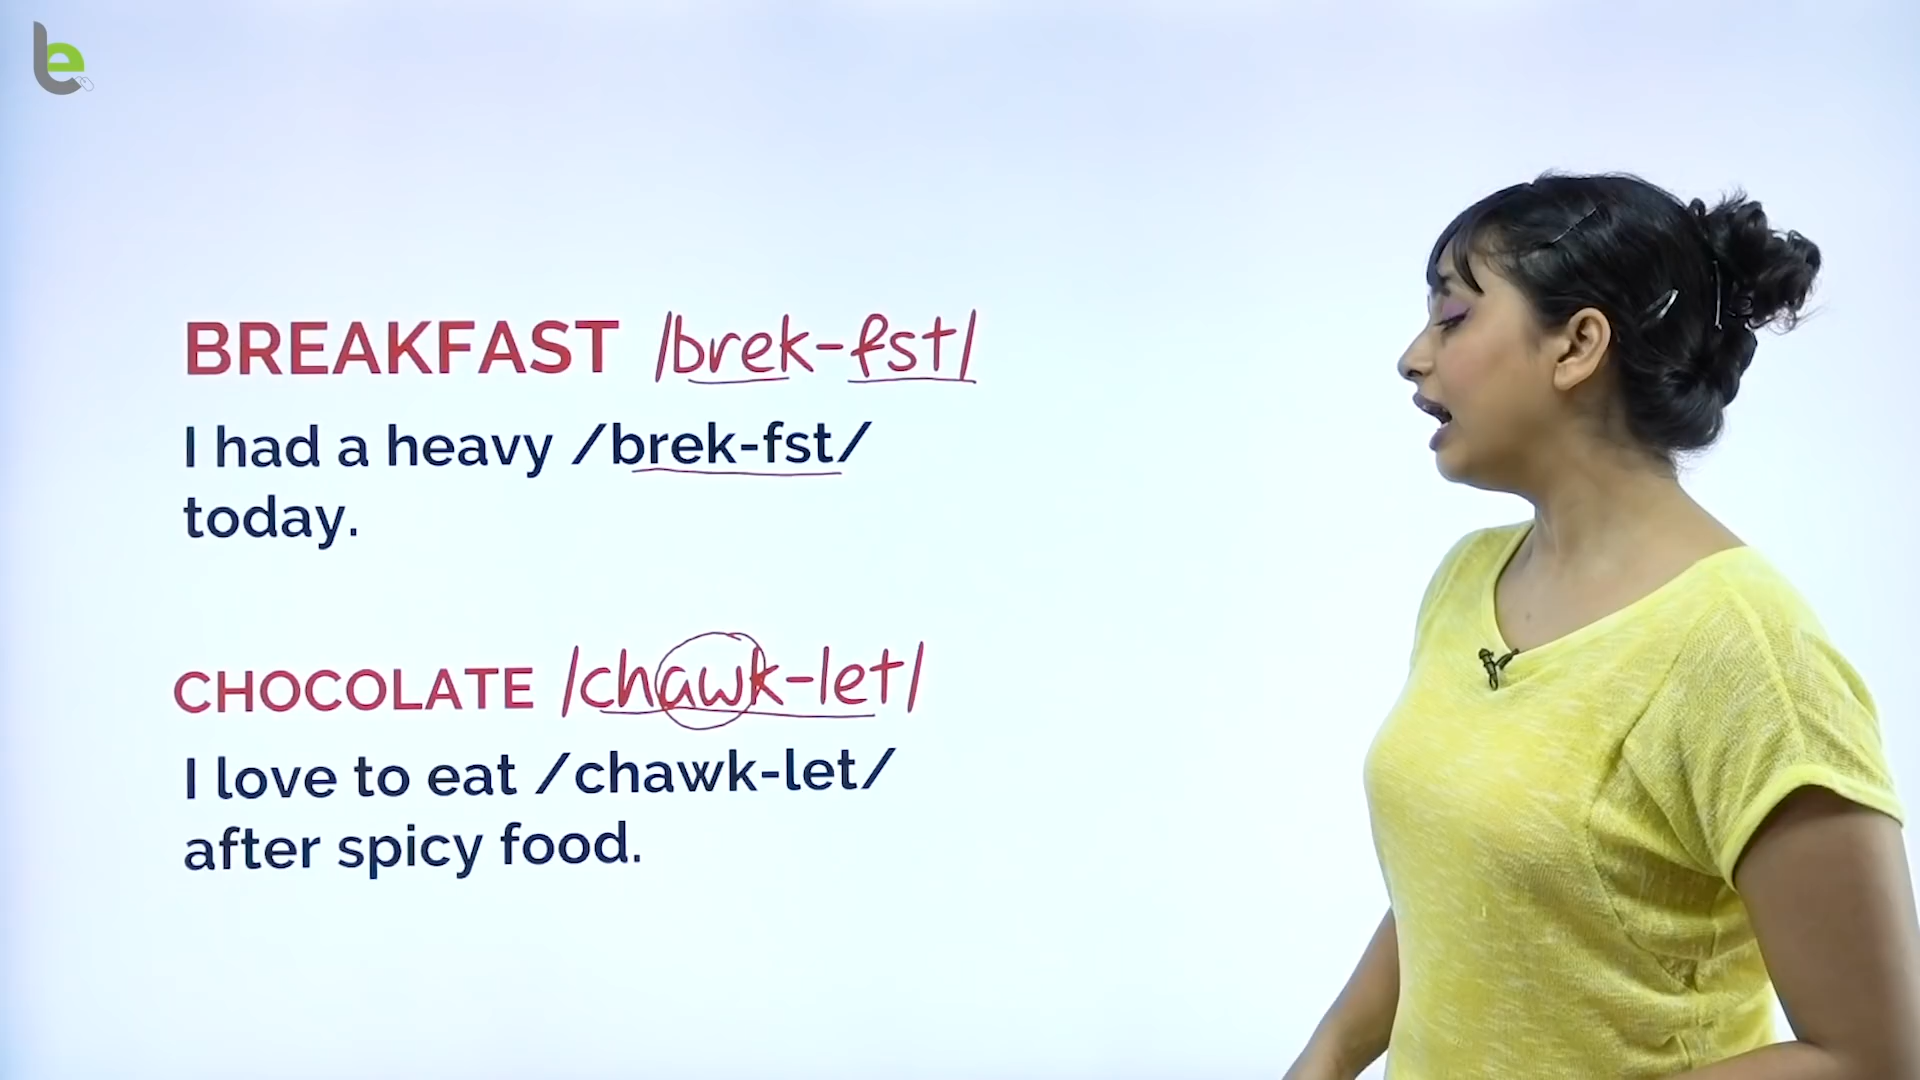 be
BREAKFAST /brek-fst/
I had a heavy /brek-fst/
today.
CHOCOLATE /chawk-let/
I love to eat /chawk-let/
after spicy food.